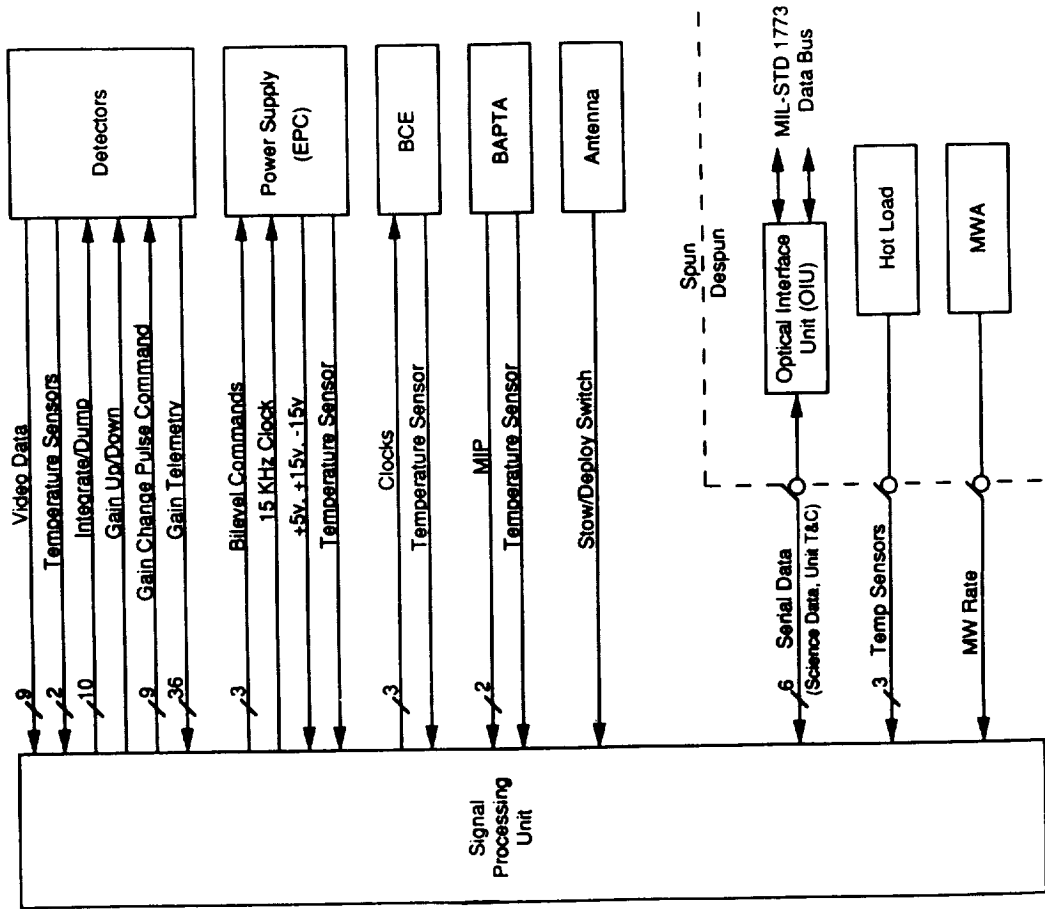 Signal
Processing
Unit
9
Video Data
2
Temperature Sensors
10
Integrate/Dump
Gain Up/Down
9
Gain Change Pulse Command
36
Gain Telemetry
Detectors
3
Bilevel Commands
15 KHz Clock
+5v, +15v, -15v
Temperature Sensor
Power Supply
(EPC)
3
Clocks
Temperature Sensor
BCE
2
MIP
Temperature Sensor
BAPTA
Stow/Deploy Switch
Antenna
Spun
Despun
6
Serial Data
(Science Data, Unit T&C)
Optical Interface
Unit (OIU)
MIL-STD 1773
Data Bus
3
Temp Sensors
Hot Load
MW Rate
MWA